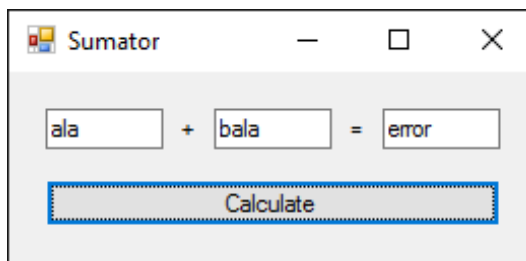 Sumator
ala + bala = error
Calculate